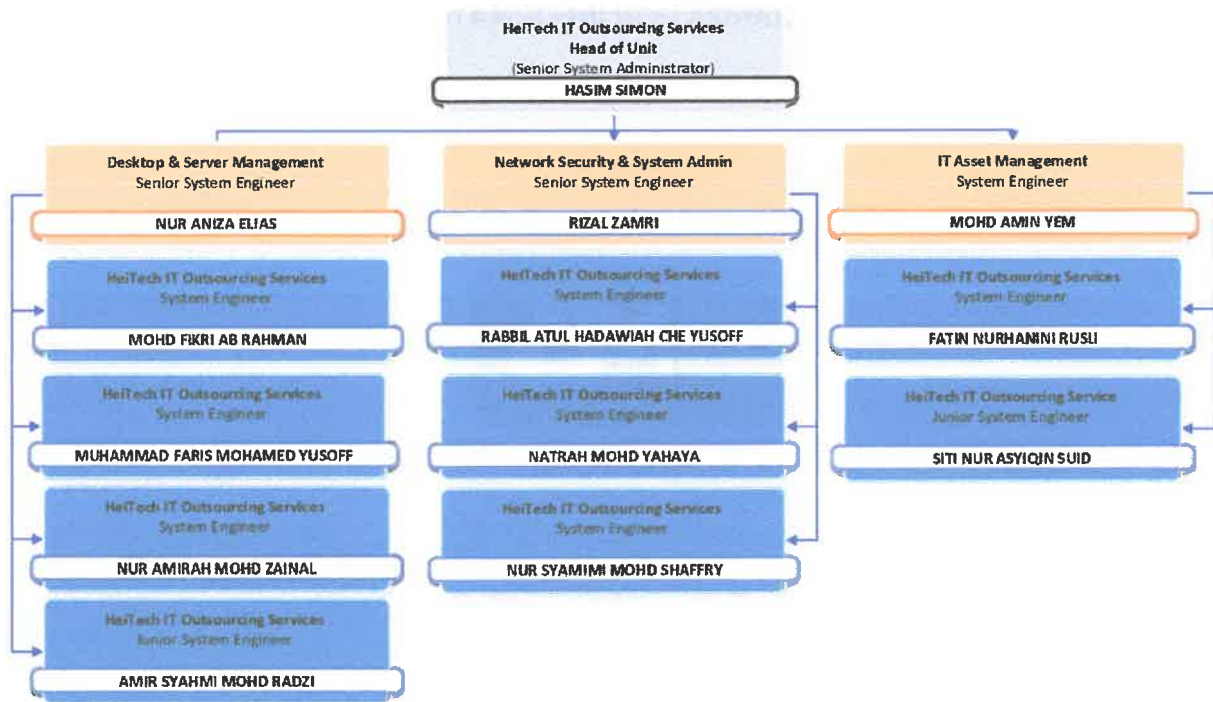 HeiTech IT Outsourcing Services
Head of Unit
(Senior System Administrator)
HASIM SIMON
Desktop & Server Management
Senior System Engineer
NUR ANIZA ELIAS
HeiTech IT Outsourcing Services
System Engineer
MOHD FIKRI AB RAHMAN
HeiTech IT Outsourcing Services
System Engineer
MUHAMMAD FARIS MOHAMED YUSOFF
HeiTech IT Outsourcing Services
System Engineer
NUR AMIRAH MOHD ZAINAL
HeiTech IT Outsourcing Services
Junior System Engineer
AMIR SYAHMI MOHD RADZI
Network Security & System Admin
Senior System Engineer
RIZAL ZAMRI
HeiTech IT Outsourcing Services
System Engineer
RABBIL ATUL HADAWIAH CHE YUSOFF
HeiTech IT Outsourcing Services
System Engineer
NATRAH MOHD YAHAYA
HeiTech IT Outsourcing Services
System Engineer
NUR SYAMIMI MOHD SHAFFRY
IT Asset Management
System Engineer
MOHD AMIN YEM
HeiTech IT Outsourcing Services
System Engineer
FATIN NURHANINI RUSLI
HeiTech IT Outsourcing Service
Junior System Engineer
SITI NUR ASYIQIN SUID